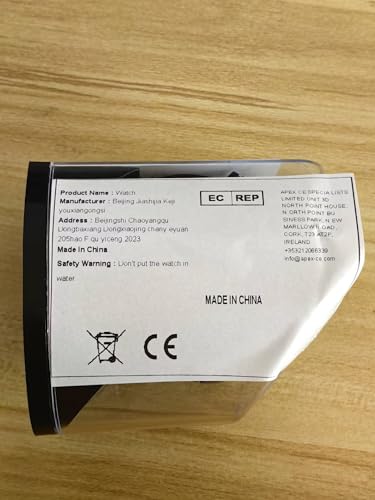 Product Name : Watch
Manufacturer : Beijing Jiashijia Keji
youxiangongsi
Address : Beijingshi Chaoyangqu
Liongbaxiang Liongxiaojing chany eyuan
205hao F qu yiceng 2023
Made in China
Safety Warning : Don't put the watch in
water
EC REP
APEX CE SPECIALISTS
LIMITED UNIT 3D
NORTH POINT HOUSE,
NORTH POINT BU
SINESS PARK, NEW
MALLOW ROAD
CORK, T23 AT2P,
IRELAND
+353212066339
info@apex-ce.com
MADE IN CHINA
CE